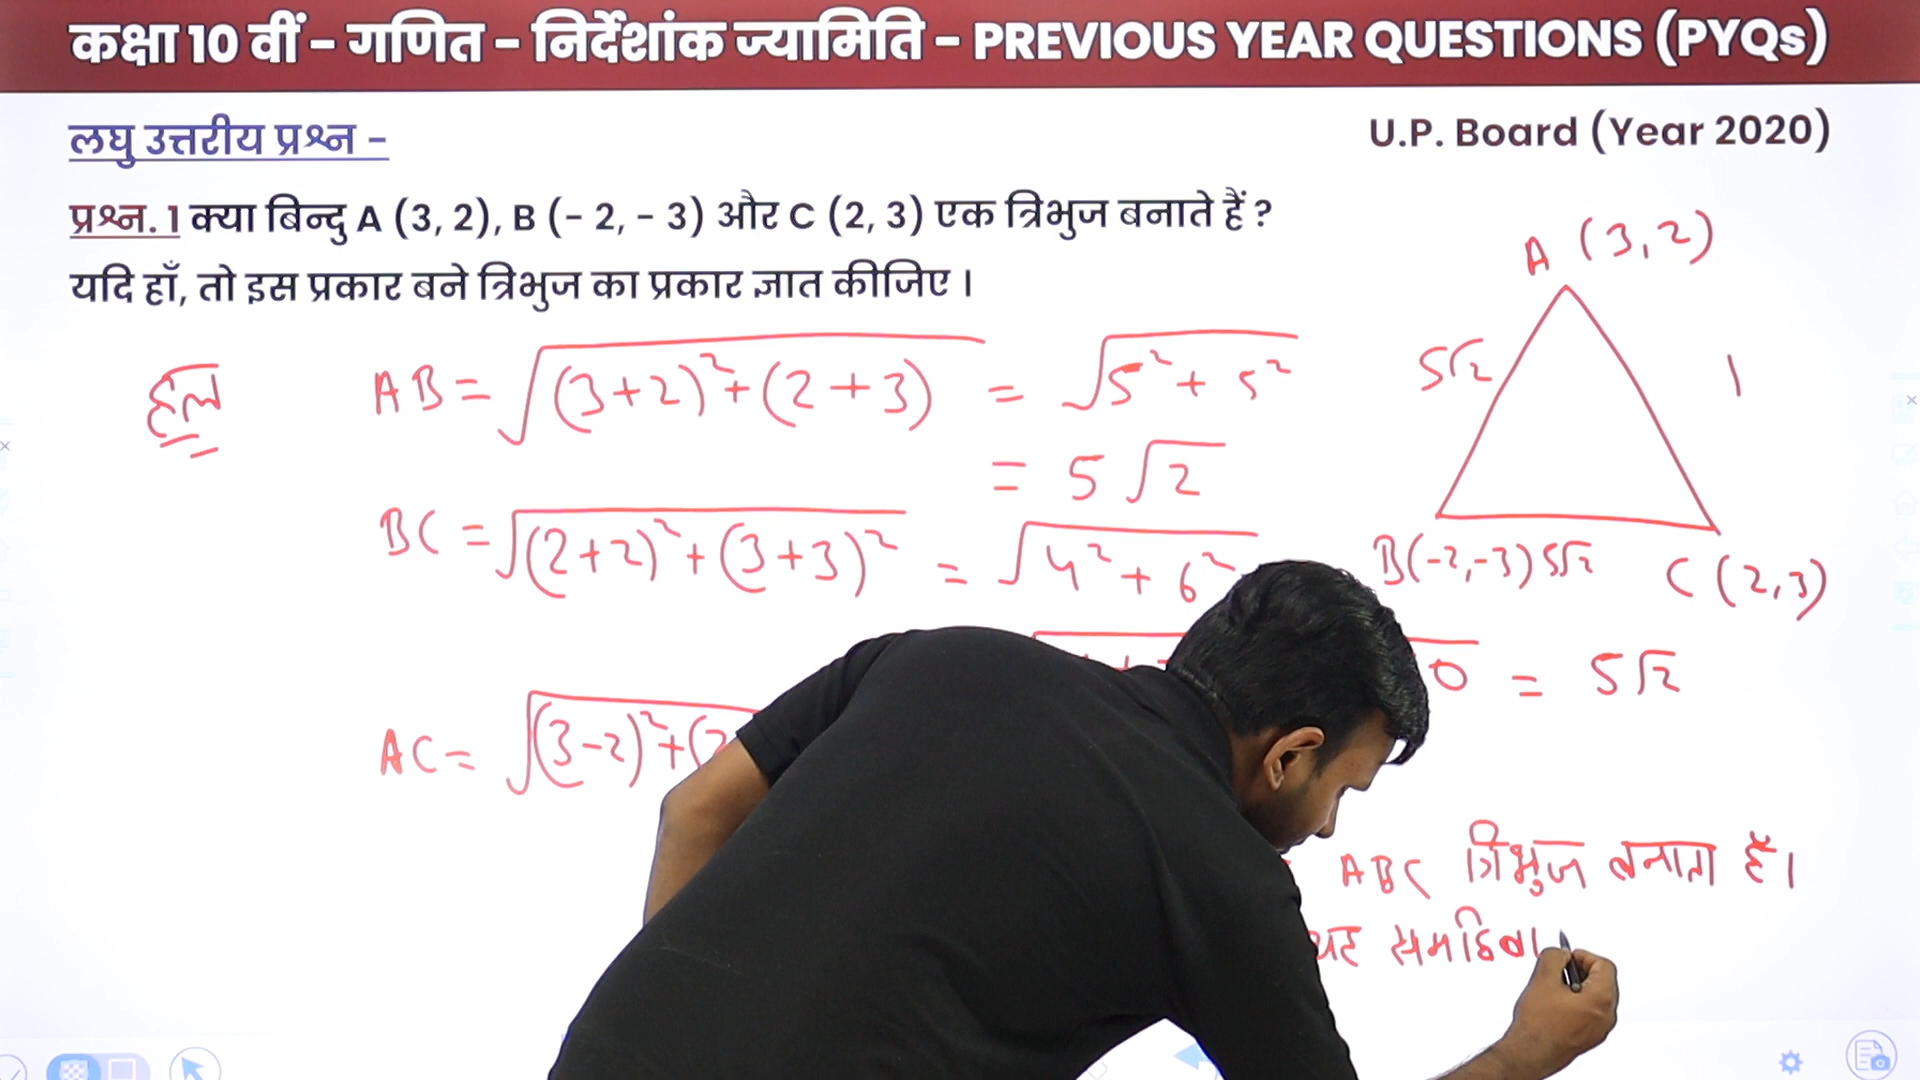 कक्षा 10 वीं – गणित – निर्देशांक ज्यामिति – PREVIOUS YEAR QUESTIONS (PYQs)
लघु उत्तरीय प्रश्न –
U.P. Board (Year 2020)
प्रश्न. 1 क्या बिन्दु A (3, 2), B (- 2, - 3) और C (2, 3) एक त्रिभुज बनाते हैं ?
यदि हाँ, तो इस प्रकार बने त्रिभुज का प्रकार ज्ञात कीजिए ।
A (3,2)
हल
AB = √(3+2)²+(2+3) = √5²+5²
5√2
1
= 5√2
BC = √(2+2)²+(3+3)² = √4²+6²
B(-2,-3) 5√2 C (2,3)
0 = 5√2
AC = √(3-2)²+(2
ABC त्रिभुज बनाता है।
यह समद्विबा